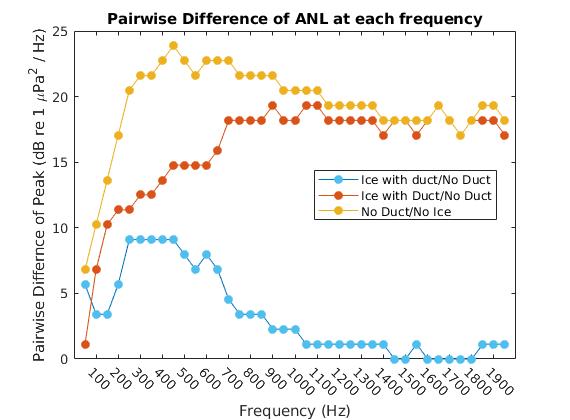 Pairwise Difference of ANL at each frequency
Pairwise Differnce of Peak (dB re 1 μPa² / Hz)
25
20
15
10
5
0
Ice with duct/No Duct
Ice with Duct/No Duct
No Duct/No Ice
100 200 300 400 500 600 700 800 900 1000 1100 1200 1300 1400 1500 1600 1700 1800 1900
Frequency (Hz)